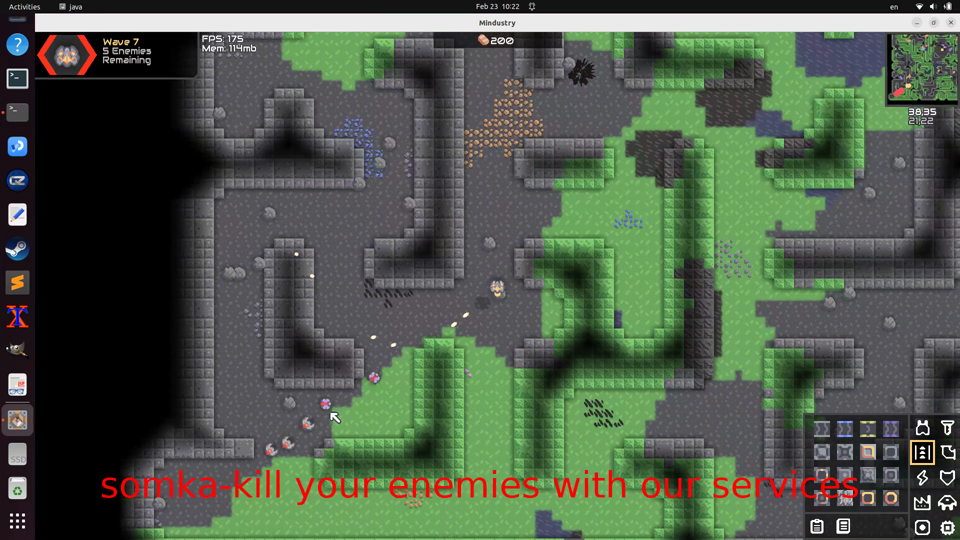 Activities
java
Feb 23 10:22
en
Mindustry
Wave 7
5 Enemies
Remaining
FPS: 175
Mem: 114mb
200
38,35
21,22
SSD
somka-kill your enemies with our services